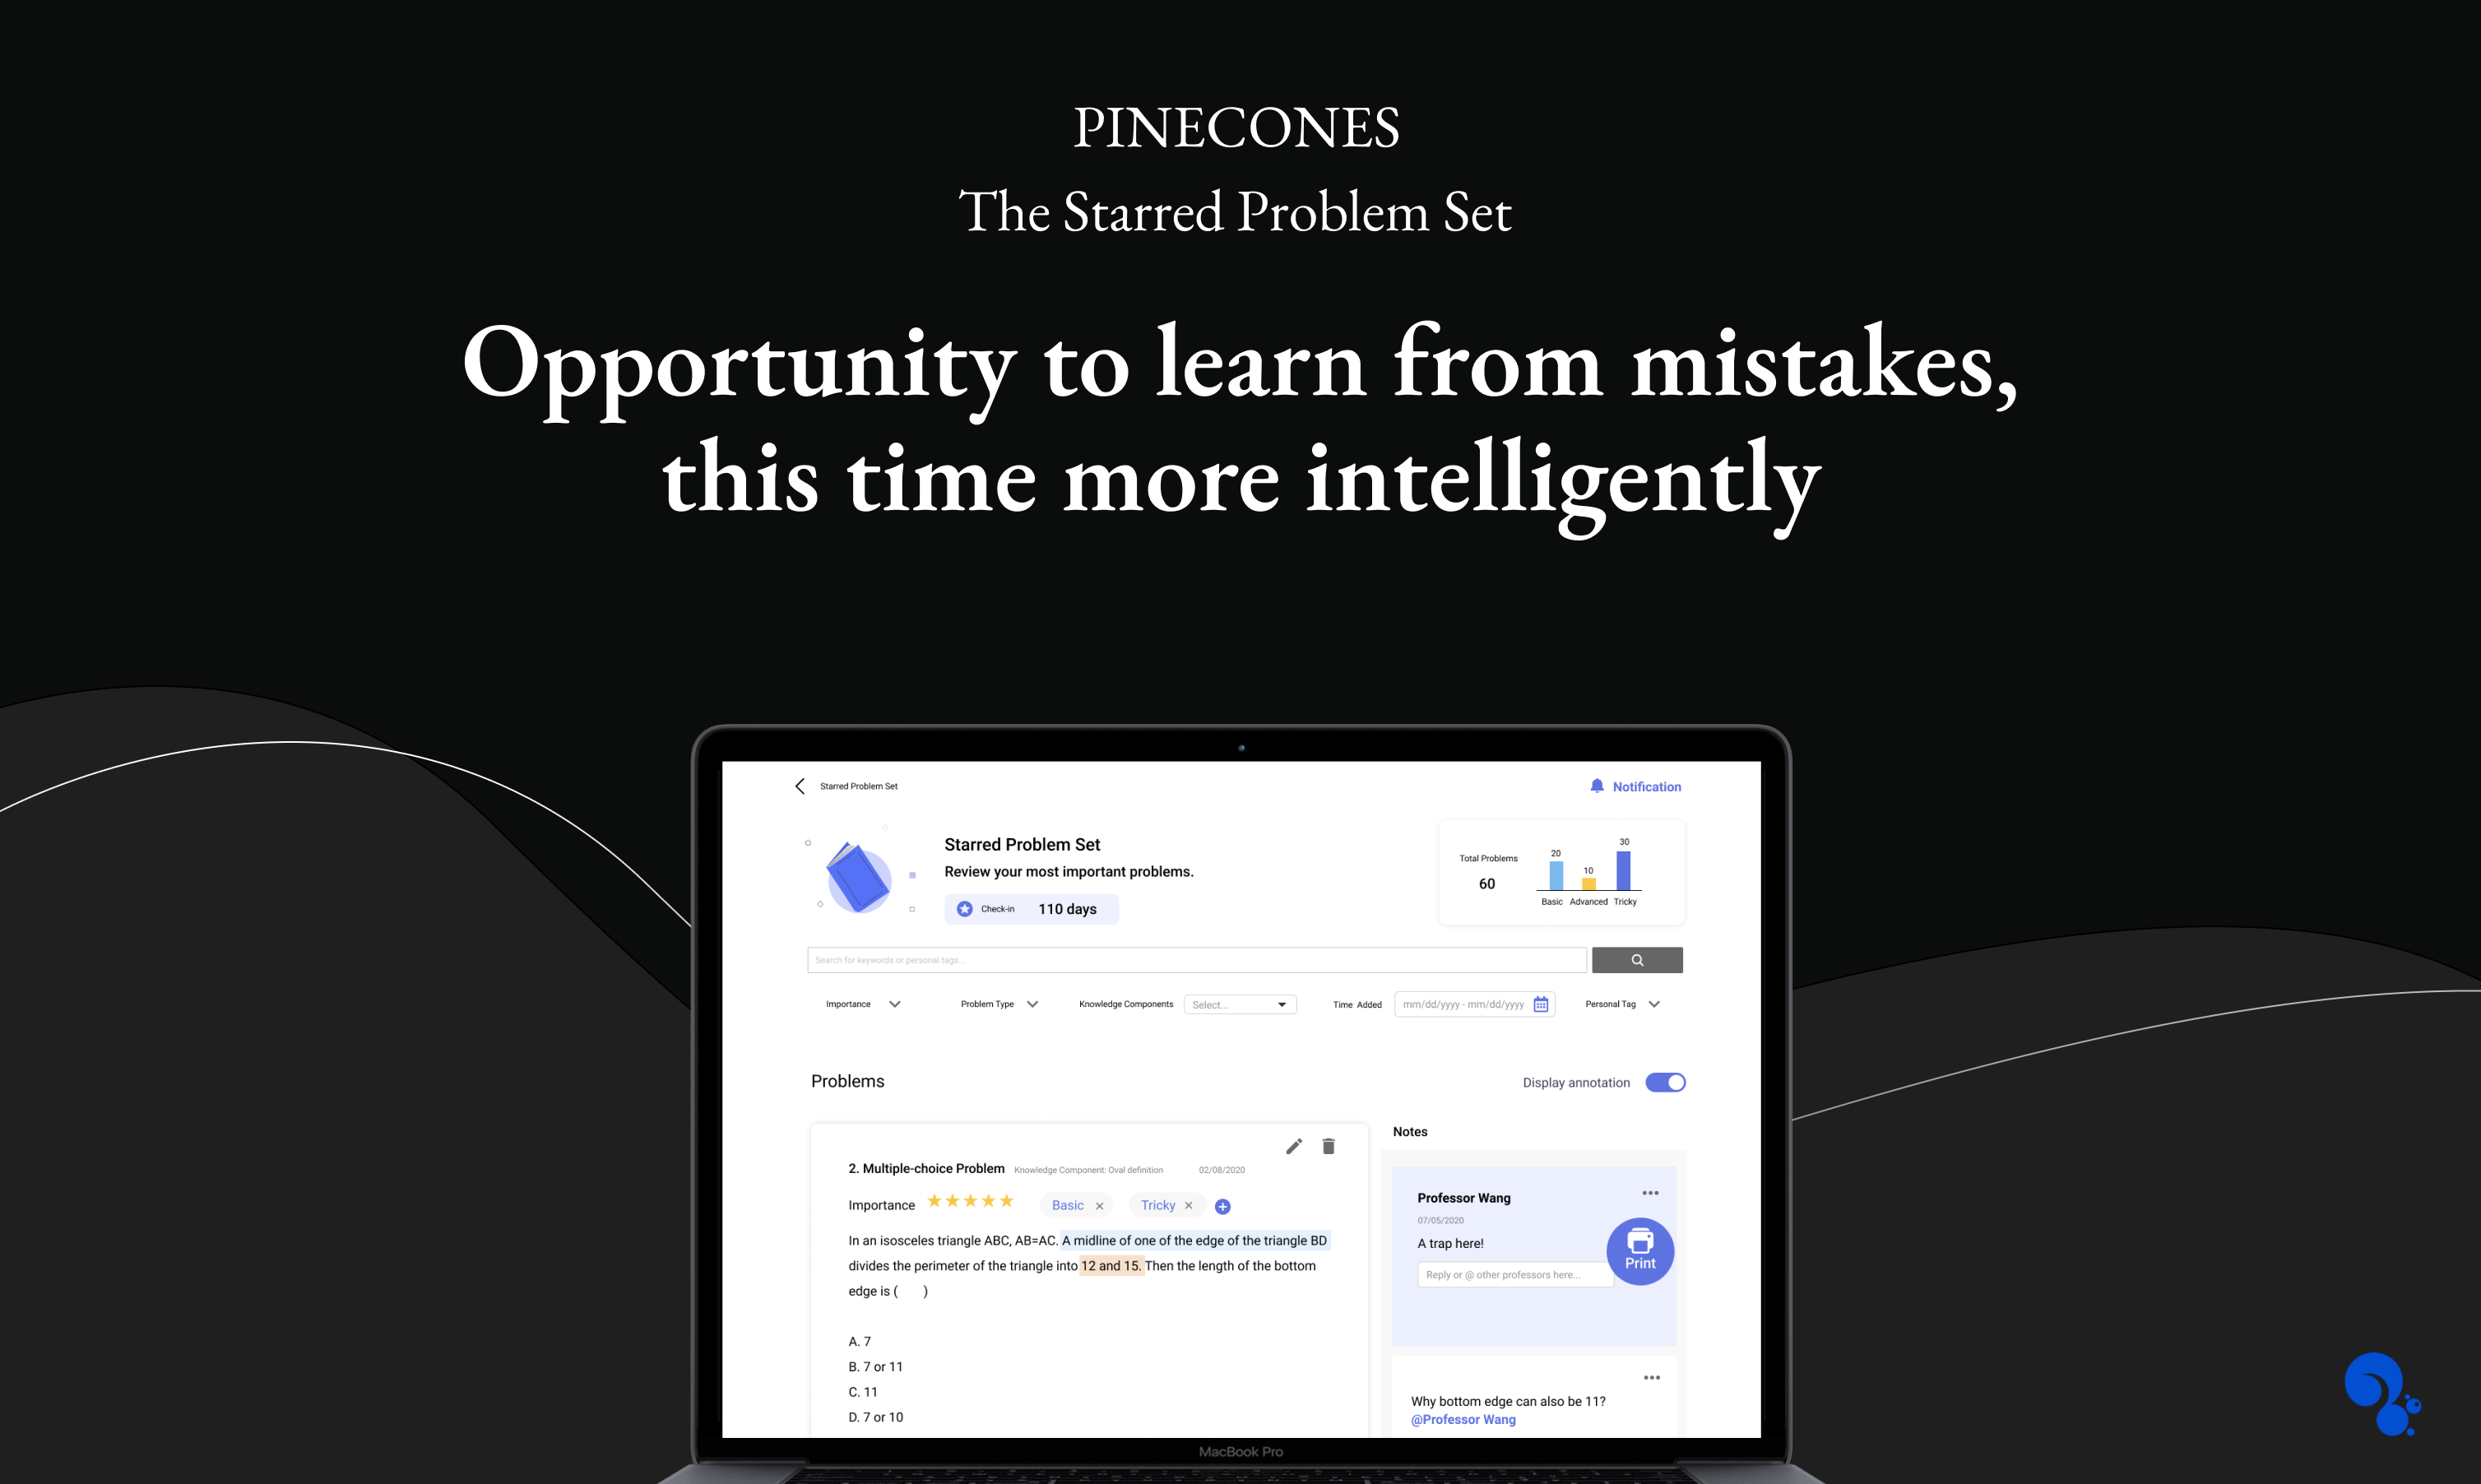 PINECONES
The Starred Problem Set
Opportunity to learn from mistakes,
this time more intelligently
Starred Problem Set
Notification
Starred Problem Set
Review your most important problems.
Check-in 110 days
Total Problems
60
20
10
30
Basic Advanced Tricky
Search for keywords or personal tags...
Importance Problem Type Knowledge Components Select... Time Added mm/dd/yyyy - mm/dd/yyyy Personal Tag
Problems
Display annotation
2. Multiple-choice Problem Knowledge Component: Oval definition 02/08/2020
Importance Basic × Tricky ×
In an isosceles triangle ABC, AB=AC. A midline of one of the edge of the triangle BD
divides the perimeter of the triangle into 12 and 15. Then the length of the bottom
edge is ( )
A. 7
B. 7 or 11
C. 11
D. 7 or 10
Notes
Professor Wang
07/05/2020
A trap here!
Reply or @ other professors here...
Print
Why bottom edge can also be 11?
@Professor Wang
MacBook Pro